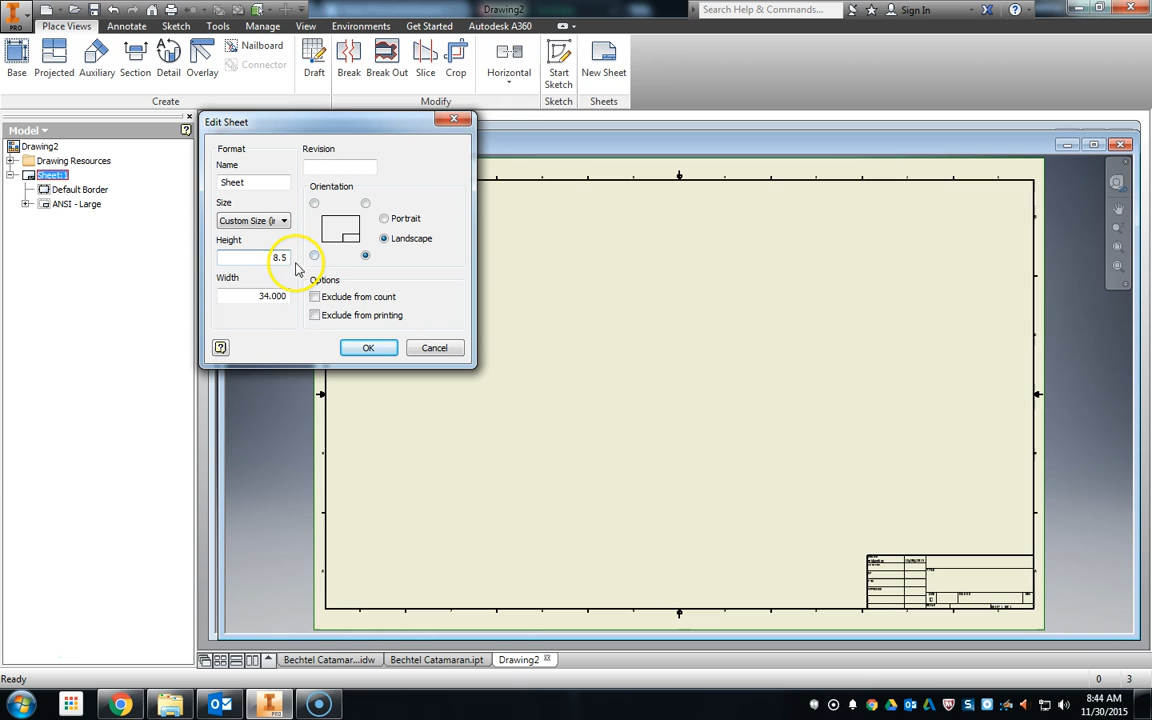 PRO
Drawing2
Search Help & Commands...
Sign In
Place Views
Annotate
Sketch
Tools
Manage
View
Environments
Get Started
Autodesk A360
Base
Projected
Auxiliary
Section
Detail
Overlay
Nailboard
Connector
Draft
Break
Break Out
Slice
Crop
Horizontal
Start Sketch
New Sheet
Create
Modify
Sketch
Sheets
Model
Drawing2
Drawing Resources
Sheet:1
Default Border
ANSI - Large
Edit Sheet
Format
Name
Sheet
Size
Custom Size (ir
Height
8.5
Width
34.000
Revision
Orientation
Portrait
Landscape
Options
Exclude from count
Exclude from printing
OK
Cancel
Bechtel Catamar...idw
Bechtel Catamaran.ipt
Drawing2
Ready
0
3
PRO
8:44 AM
11/30/2015